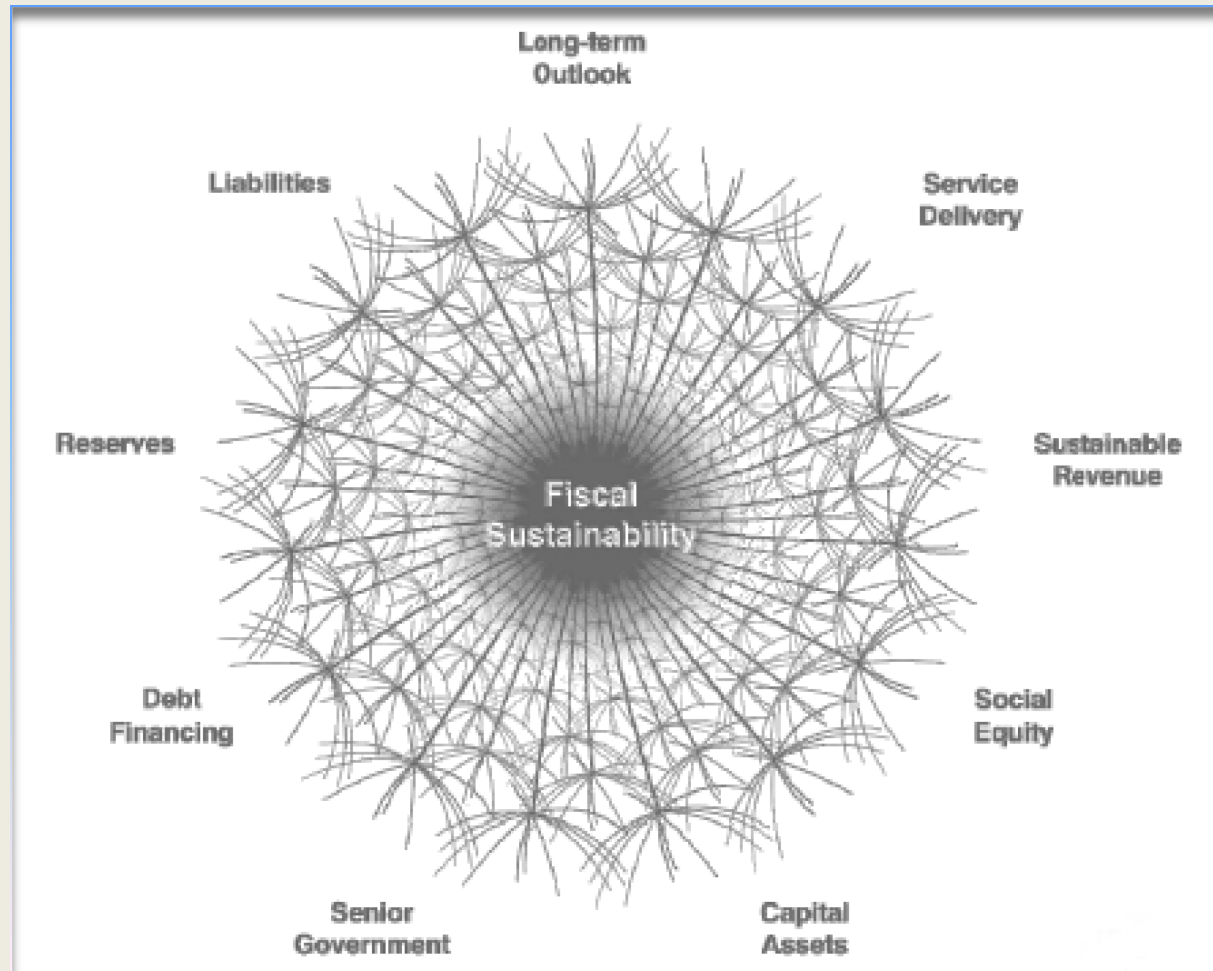 Long-term
Outlook
Liabilities
Service
Delivery
Reserves
Sustainable
Revenue
Fiscal
Sustainability
Debt
Financing
Social
Equity
Senior
Government
Capital
Assets